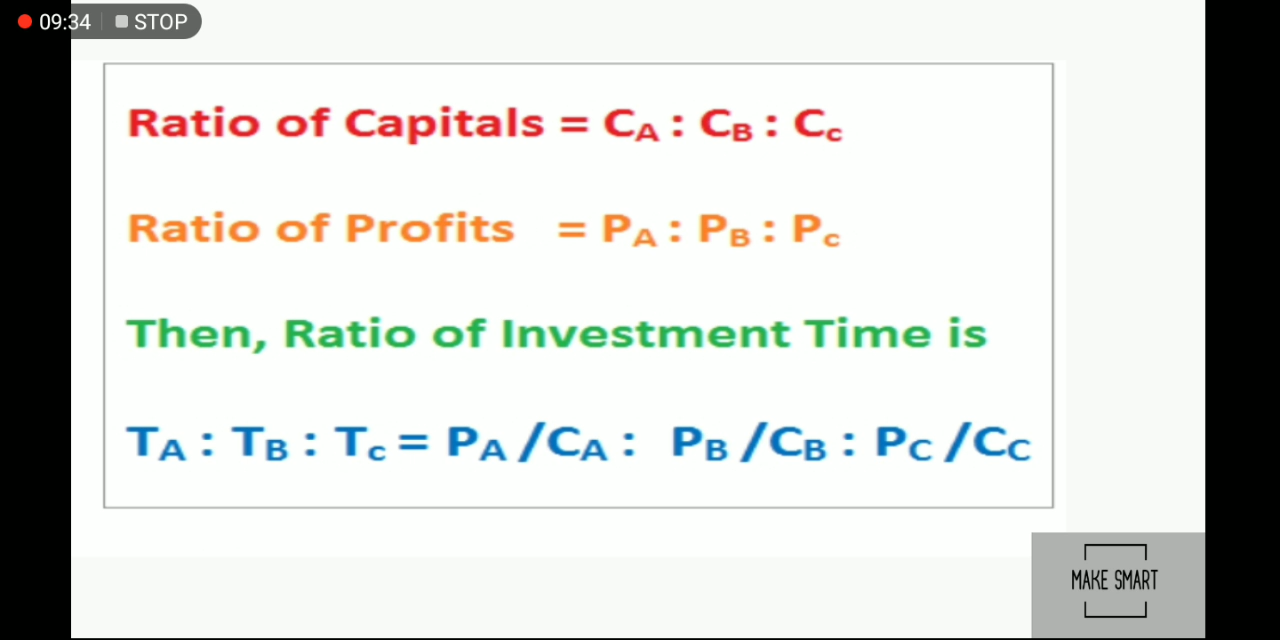 09:34 STOP
Ratio of Capitals = CA : CB : Cc
Ratio of Profits = PA : PB : Pc
Then, Ratio of Investment Time is
TA : TB : Tc = PA /CA : PB /CB : PC /CC
MAKE SMART